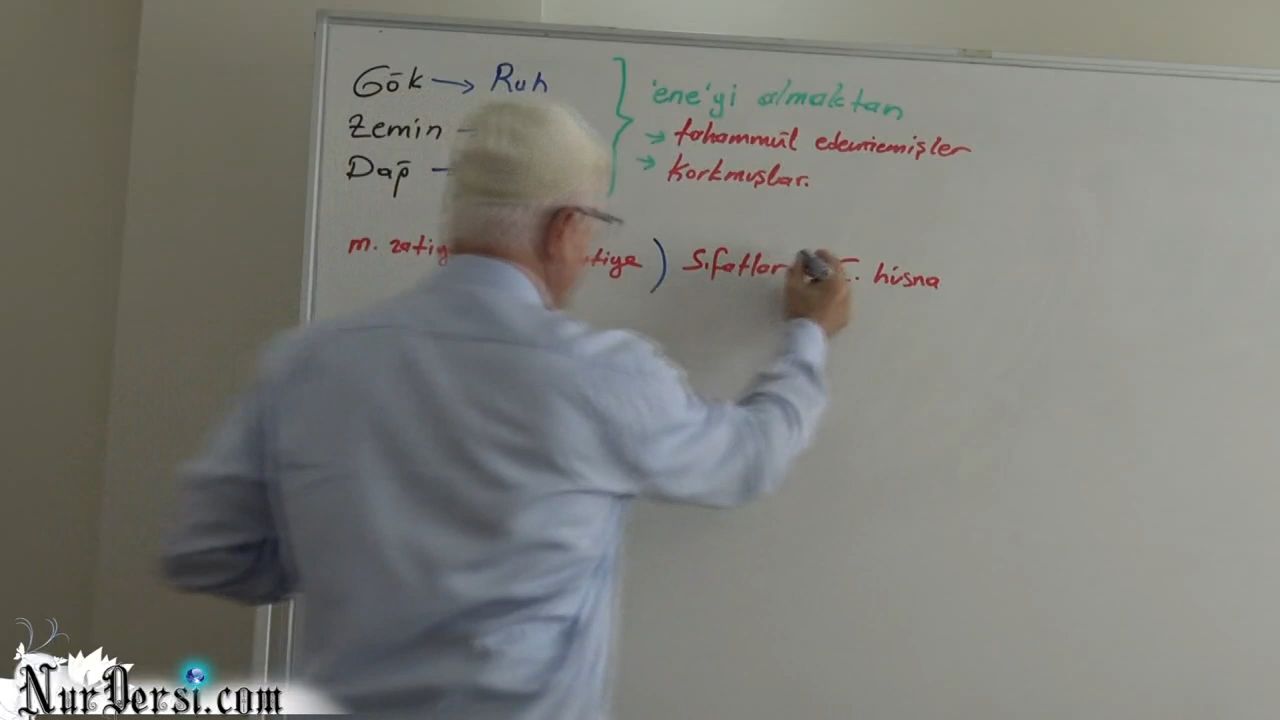 Gök → Ruh
'ene'yi almaktan
Zemin –
→ tahammül edememişler
Dağ –
→ Korkmuşlar.
m. zatiy tiye ) Sıfatlar hüsna
NurDersi.com